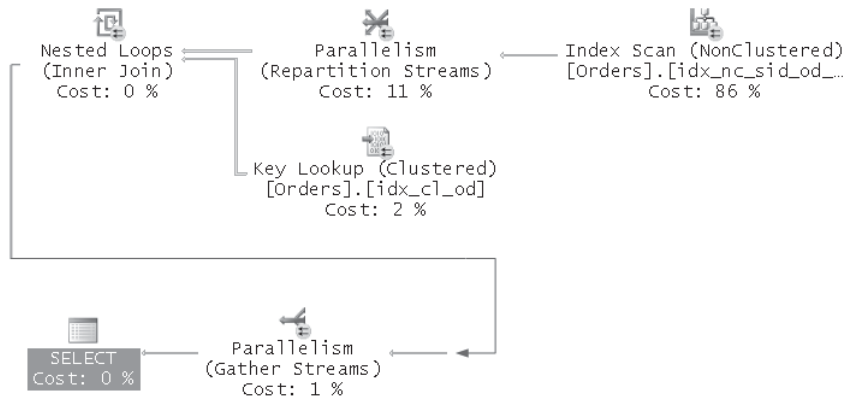 Nested Loops
(Inner Join)
Cost: 0 %
Parallelism
(Repartition Streams)
Cost: 11 %
Index Scan (NonClustered)
[Orders].[idx_nc_sid_od_…
Cost: 86 %
Key Lookup (Clustered)
[Orders].[idx_cl_od]
Cost: 2 %
SELECT
Cost: 0 %
Parallelism
(Gather Streams)
Cost: 1 %